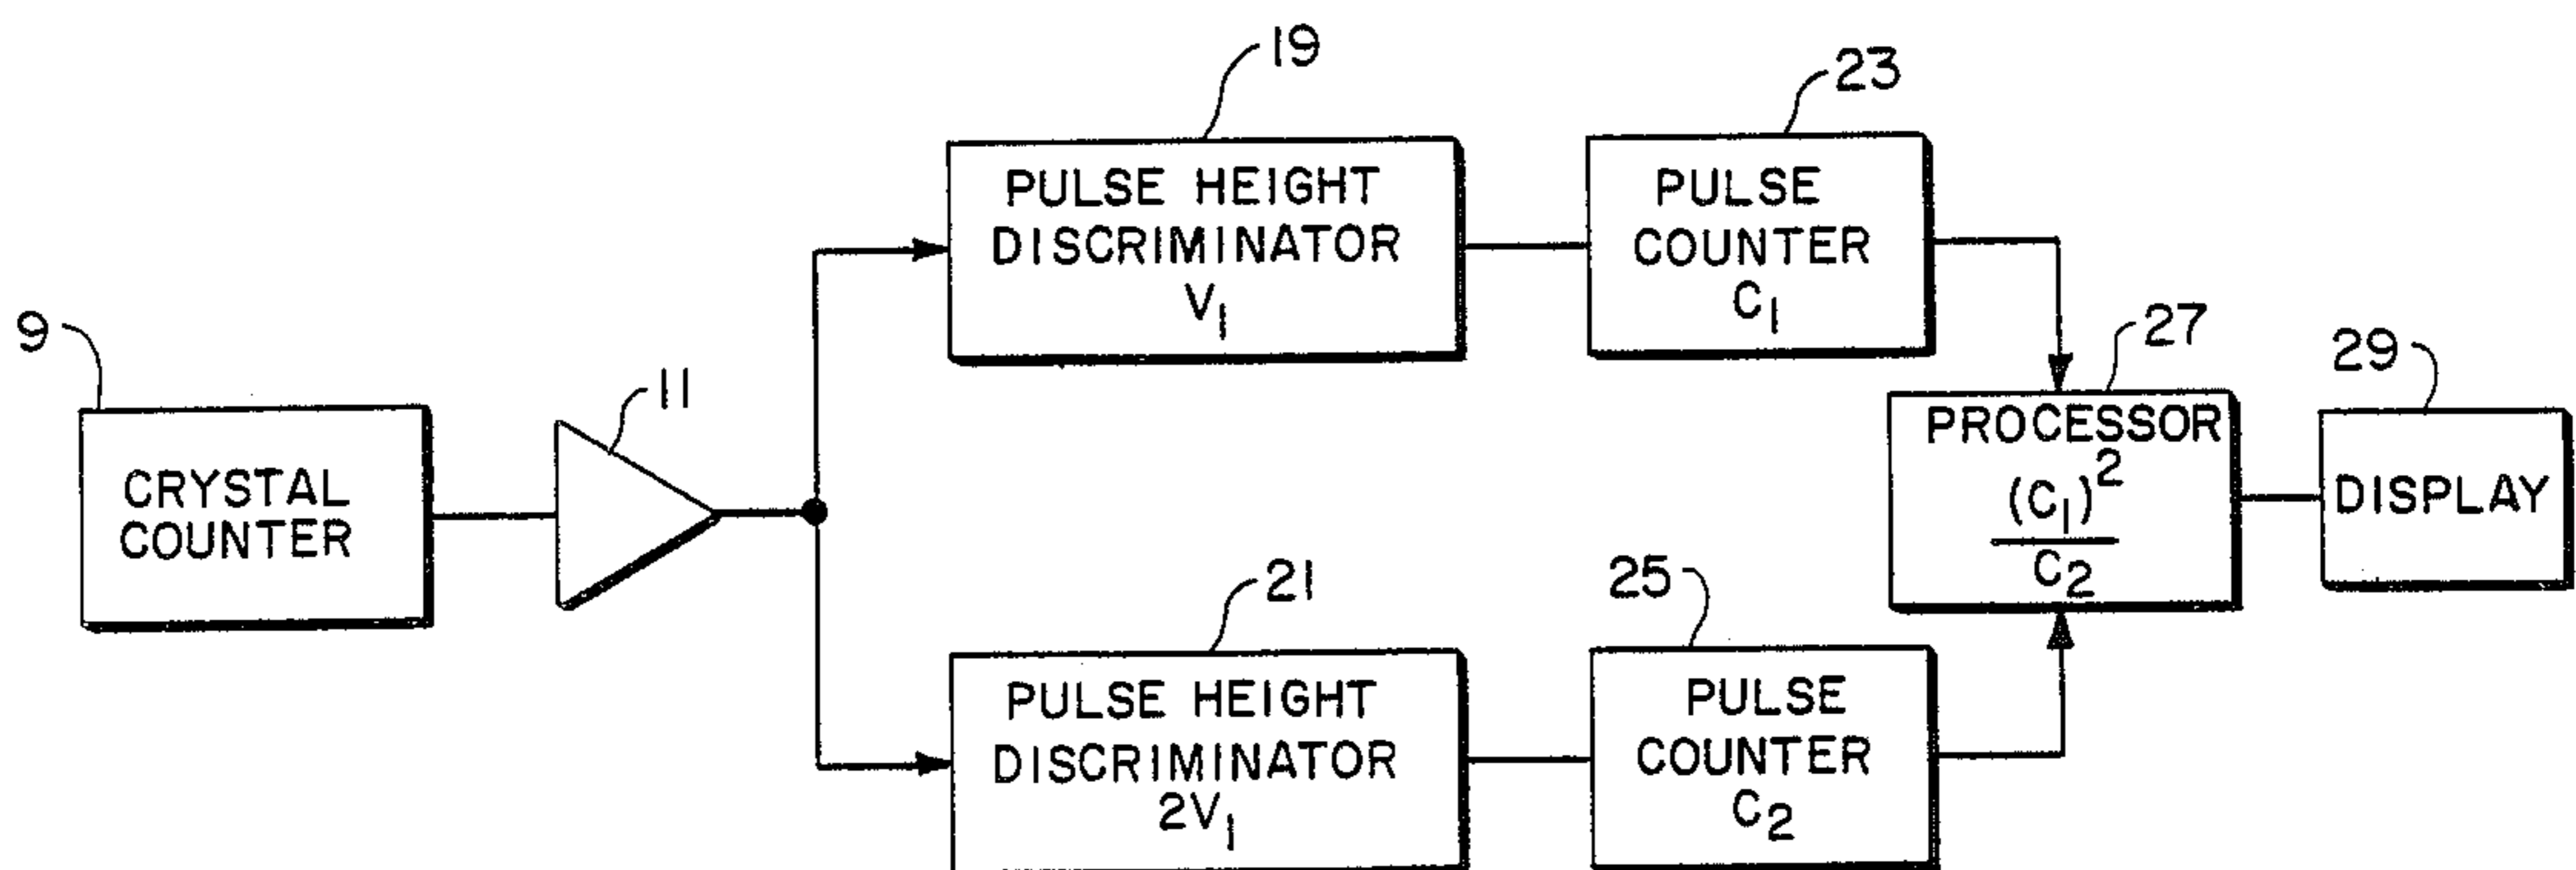 19
PULSE HEIGHT
DISCRIMINATOR
V₁
23
PULSE
COUNTER
C₁
9
CRYSTAL
COUNTER
11
27
PROCESSOR
(C₁)²
C₂
29
DISPLAY
21
PULSE HEIGHT
DISCRIMINATOR
2V₁
25
PULSE
COUNTER
C₂